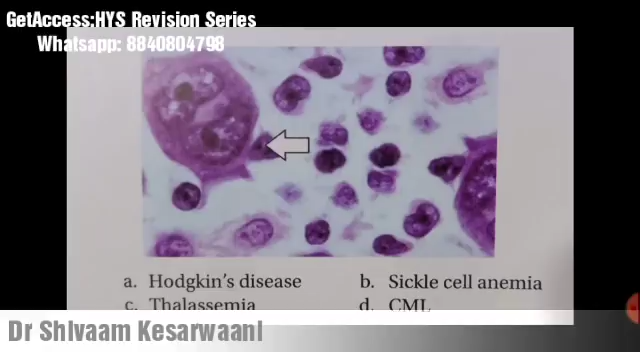 GetAccess:HYS Revision Series
Whatsapp: 8840804798
a. Hodgkin's disease b. Sickle cell anemia
c. Thalassemia d. CML
Dr Shivaam Kesarwaani